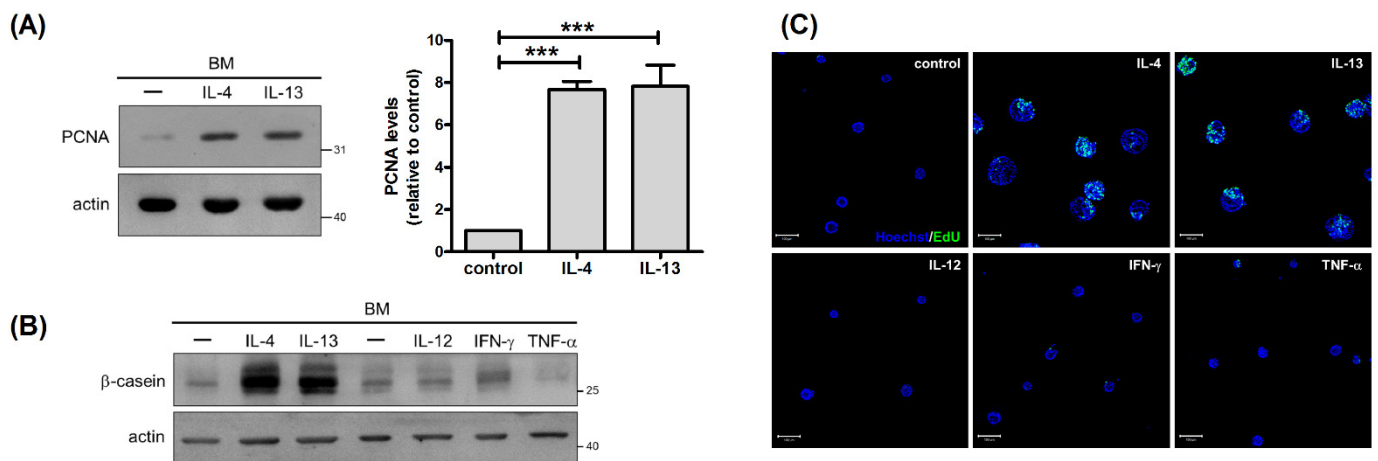 (A)
BM
— IL-4 IL-13
PCNA
31
actin
40
***
***
10
8
6
4
2
0
PCNA levels
(relative to control)
control IL-4 IL-13
(B)
BM
— IL-4 IL-13 — IL-12 IFN-γ TNF-α
β-casein
25
actin
40
(C)
control IL-4 IL-13
Hoechst/EdU
IL-12 IFN-γ TNF-α